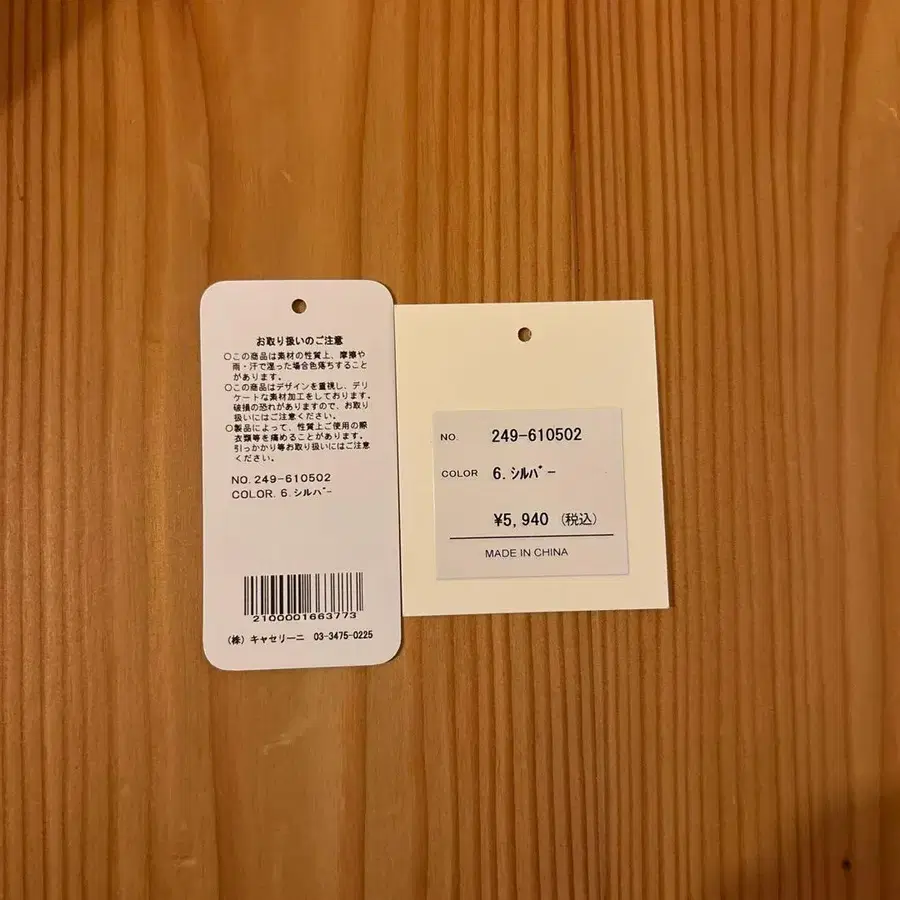 お取り扱いのご注意
○この商品は素材の性質上、摩擦や
雨・汗で湿った場合色落ちすること
があります。
○この商品はデザインを重視し、デリ
ケートな素材加工をしております。
破損の恐れがありますので、お取り
扱いにはご注意ください。
○製品によって、性質上ご使用の際
衣類等を痛めることがあります。
引っかかり等お取り扱いにはご注意
ください。
NO. 249-610502
COLOR. 6. シルバー
2100001663773
(株) キャセリーニ 03-3475-0225
NO. 249-610502
COLOR 6. シルバー
¥5,940 (税込)
MADE IN CHINA